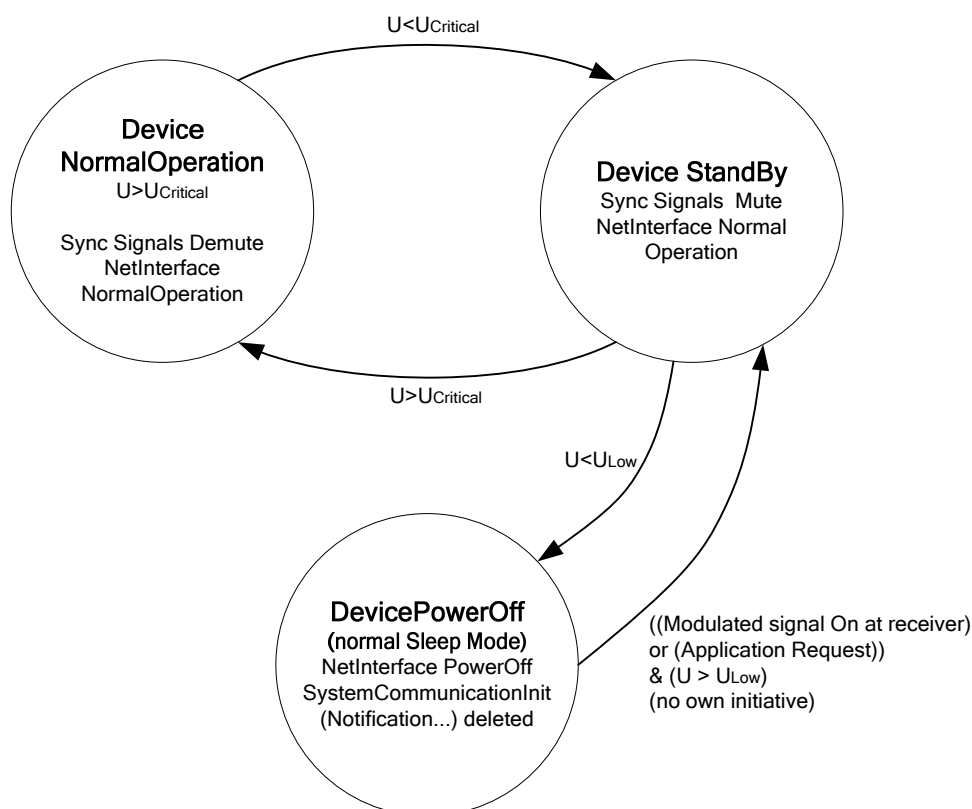 U<UCritical
Device
NormalOperation
U>UCritical
Sync Signals Demute
NetInterface
NormalOperation
Device StandBy
Sync Signals Mute
NetInterface Normal
Operation
U>UCritical
U<ULow
DevicePowerOff
(normal Sleep Mode)
NetInterface PowerOff
SystemCommunicationInit
(Notification...) deleted
((Modulated signal On at receiver)
or (Application Request))
& (U > ULow)
(no own initiative)